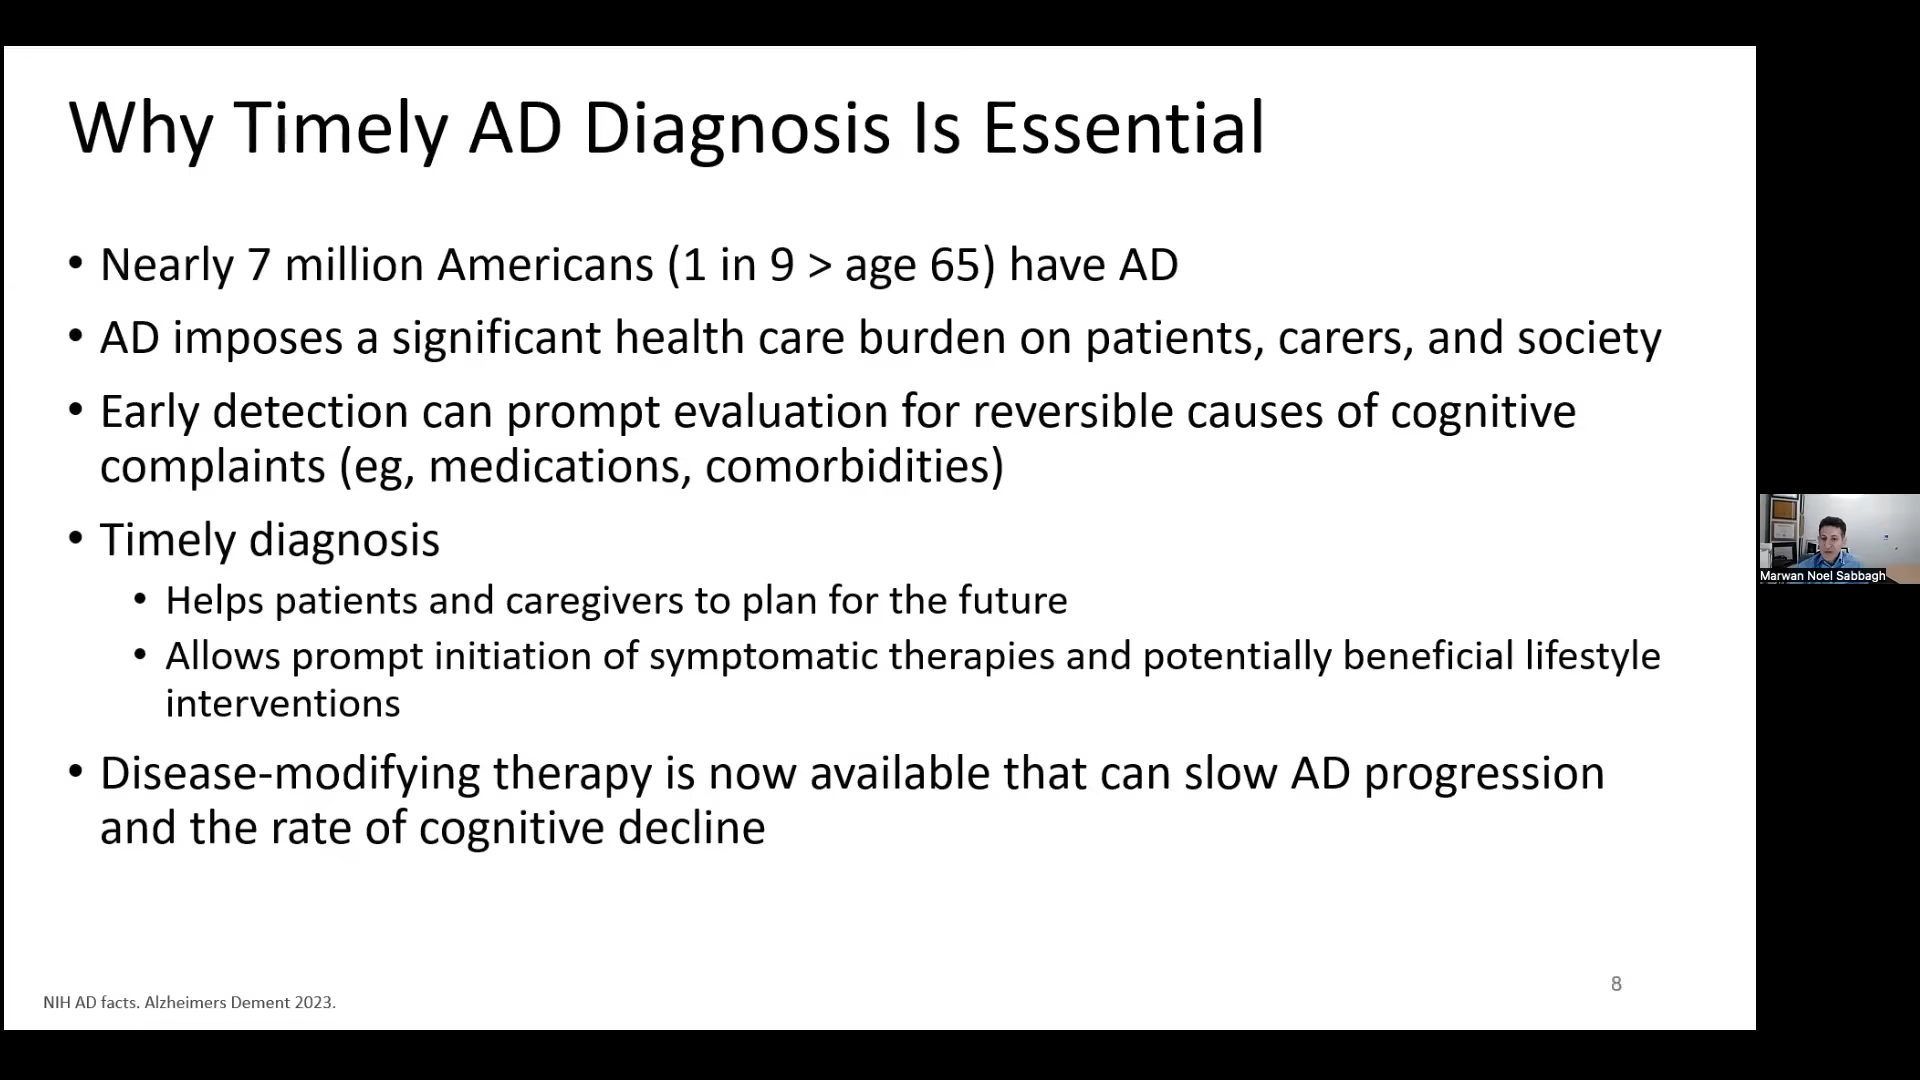 Why Timely AD Diagnosis Is Essential
• Nearly 7 million Americans (1 in 9 > age 65) have AD
• AD imposes a significant health care burden on patients, carers, and society
• Early detection can prompt evaluation for reversible causes of cognitive
complaints (eg, medications, comorbidities)
• Timely diagnosis
• Helps patients and caregivers to plan for the future
• Allows prompt initiation of symptomatic therapies and potentially beneficial lifestyle
interventions
• Disease-modifying therapy is now available that can slow AD progression
and the rate of cognitive decline
NIH AD facts. Alzheimers Dement 2023.
8
Marwan Noel Sabbagh